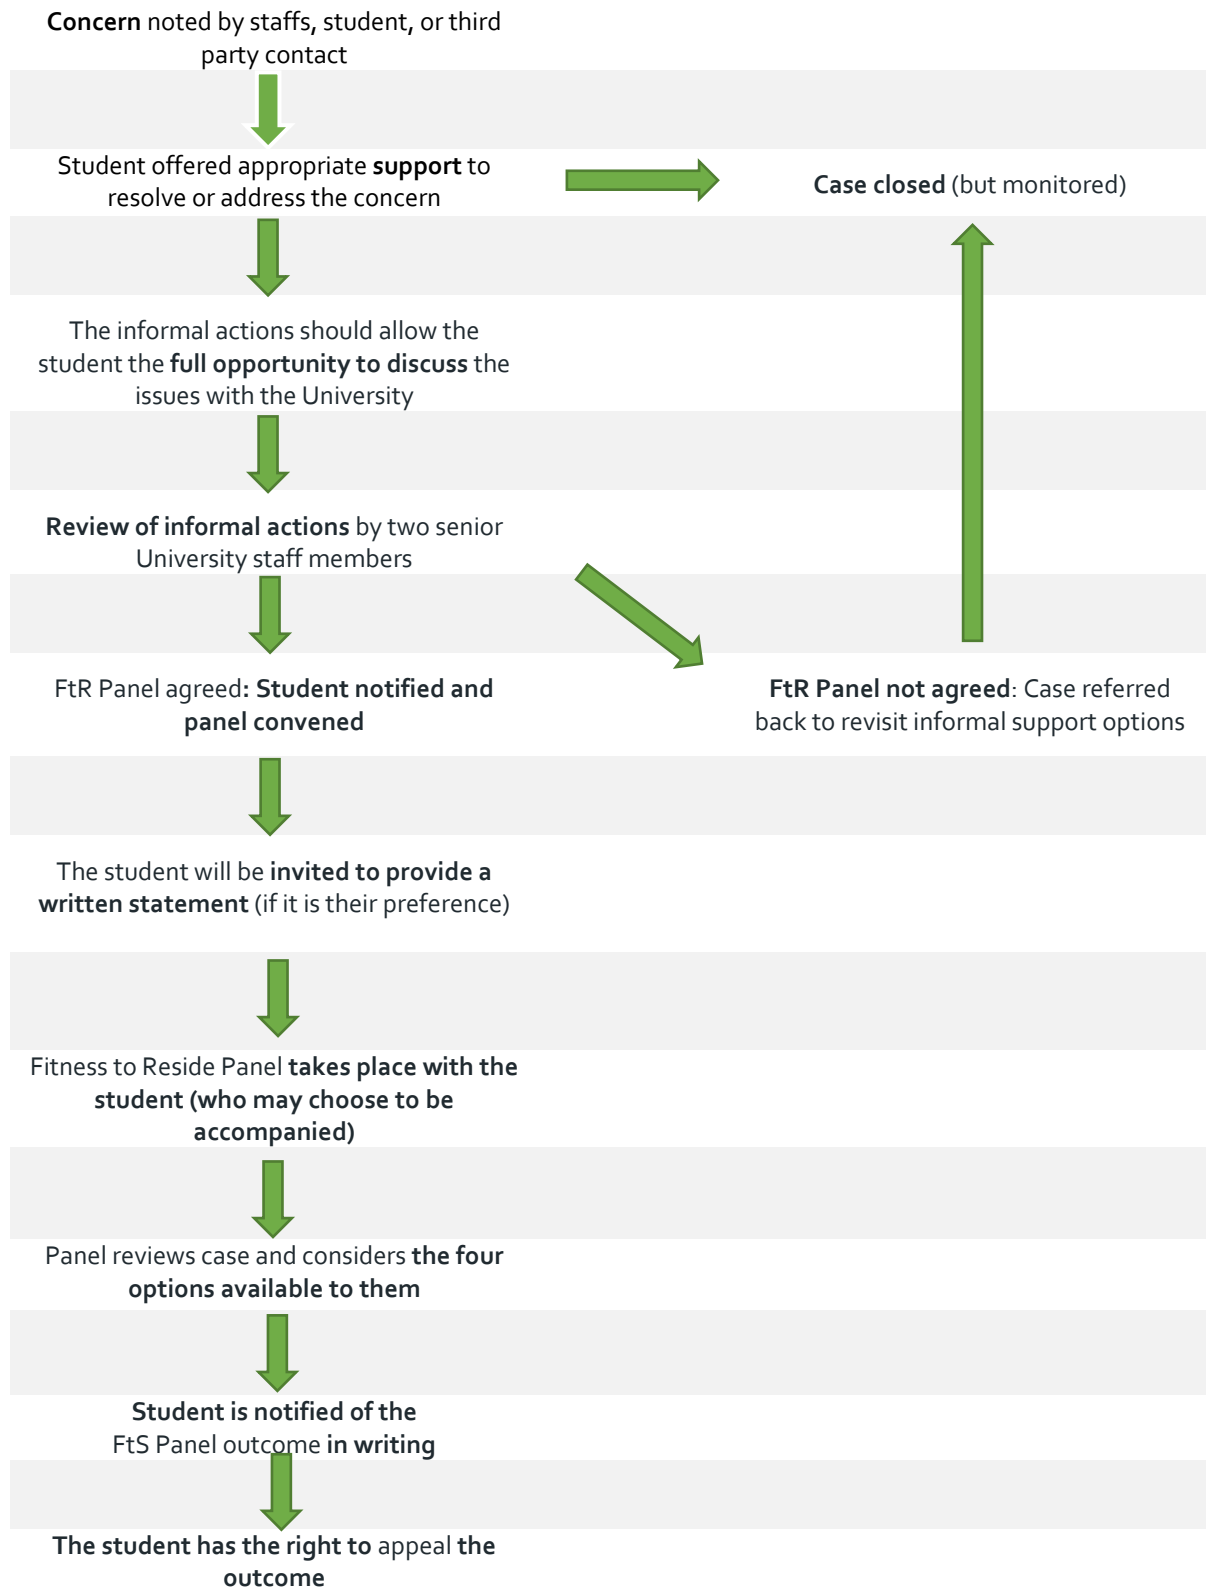 Concern noted by staffs, student, or third
party contact
Student offered appropriate support to
resolve or address the concern
Case closed (but monitored)
The informal actions should allow the
student the full opportunity to discuss the
issues with the University
Review of informal actions by two senior
University staff members
FtR Panel agreed: Student notified and
panel convened
FtR Panel not agreed: Case referred
back to revisit informal support options
The student will be invited to provide a
written statement (if it is their preference)
Fitness to Reside Panel takes place with the
student (who may choose to be
accompanied)
Panel reviews case and considers the four
options available to them
Student is notified of the
FtS Panel outcome in writing
The student has the right to appeal the
outcome